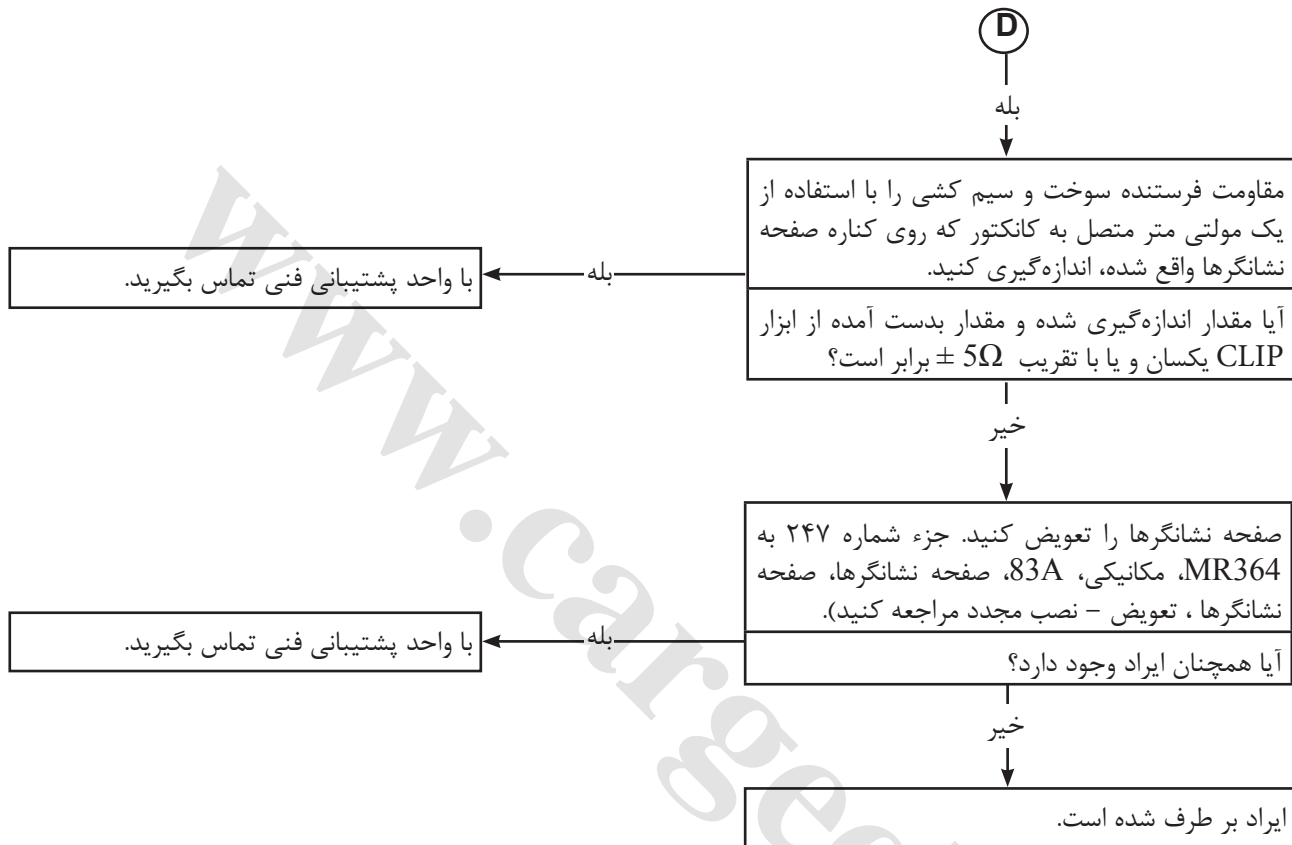 D
بله
مقاومت فرستنده سوخت و سیم کشی را با استفاده از
یک مولتی متر متصل به کانکتور که روی کناره صفحه
نشانگرها واقع شده، اندازه‌گیری کنید.
بله
با واحد پشتیبانی فنی تماس بگیرید.
آیا مقدار اندازه‌گیری شده و مقدار بدست آمده از ابزار
CLIP یکسان و یا با تقریب ± 5Ω برابر است؟
خیر
صفحه نشانگرها را تعویض کنید. جزء شماره ۲۴۷ به
MR364، مکانیکی، 83A، صفحه نشانگرها، صفحه
نشانگرها ، تعویض – نصب مجدد مراجعه کنید).
بله
با واحد پشتیبانی فنی تماس بگیرید.
آیا همچنان ایراد وجود دارد؟
خیر
ایراد بر طرف شده است.
www.carge